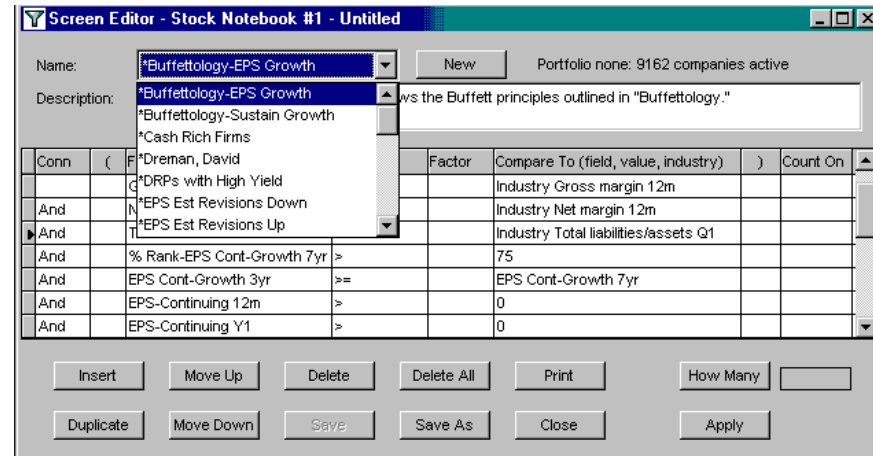 Screen Editor - Stock Notebook #1 - Untitled
Name: *Buffettology-EPS Growth New Portfolio none: 9162 companies active
Description: ws the Buffett principles outlined in "Buffettology."
*Buffettology-EPS Growth
*Buffettology-Sustain Growth
*Cash Rich Firms
*Dreman, David
*DRPs with High Yield
*EPS Est Revisions Down
*EPS Est Revisions Up
Conn ( F Factor Compare To (field, value, industry) ) Count On
G Industry Gross margin 12m
And N Industry Net margin 12m
And T Industry Total liabilities/assets Q1
And % Rank-EPS Cont-Growth 7yr > 75
And EPS Cont-Growth 3yr >= EPS Cont-Growth 7yr
And EPS-Continuing 12m > 0
And EPS-Continuing Y1 > 0
Insert Move Up Delete Delete All Print How Many
Duplicate Move Down Save Save As Close Apply